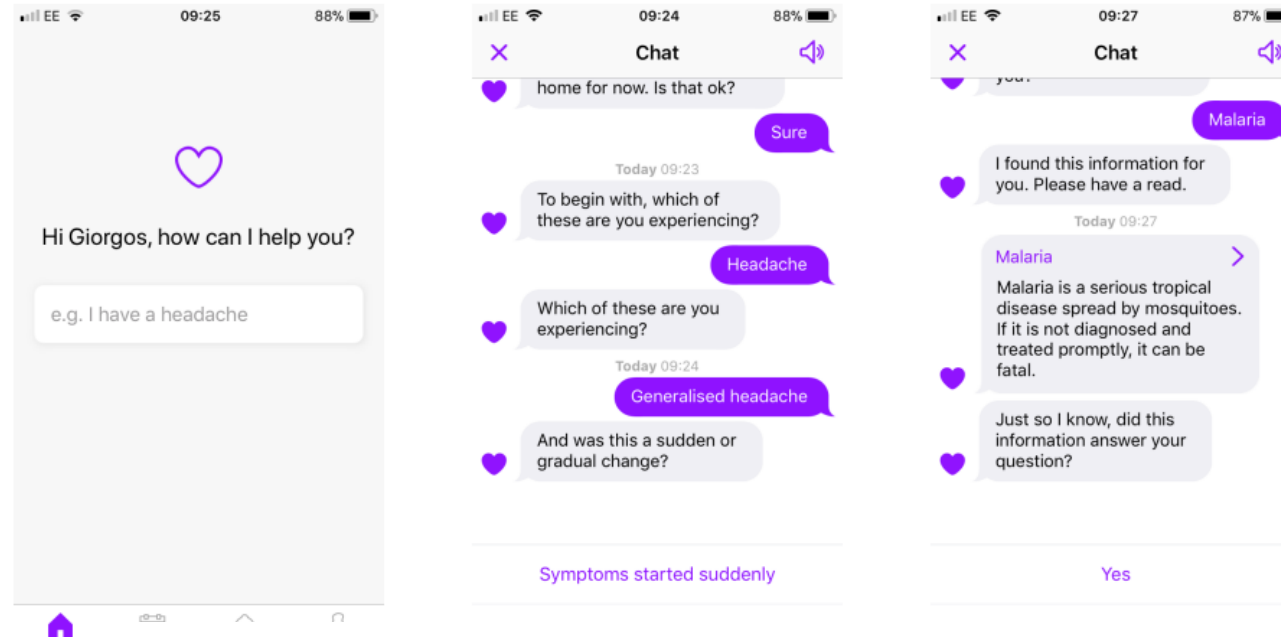 EE 09:25 88%
Hi Giorgos, how can I help you?
e.g. I have a headache
EE 09:24 88%
Chat
home for now. Is that ok?
Sure
Today 09:23
To begin with, which of
these are you experiencing?
Headache
Which of these are you
experiencing?
Today 09:24
Generalised headache
And was this a sudden or
gradual change?
Symptoms started suddenly
EE 09:27 87%
Chat
you?
Malaria
I found this information for
you. Please have a read.
Today 09:27
Malaria
Malaria is a serious tropical
disease spread by mosquitoes.
If it is not diagnosed and
treated promptly, it can be
fatal.
Just so I know, did this
information answer your
question?
Yes